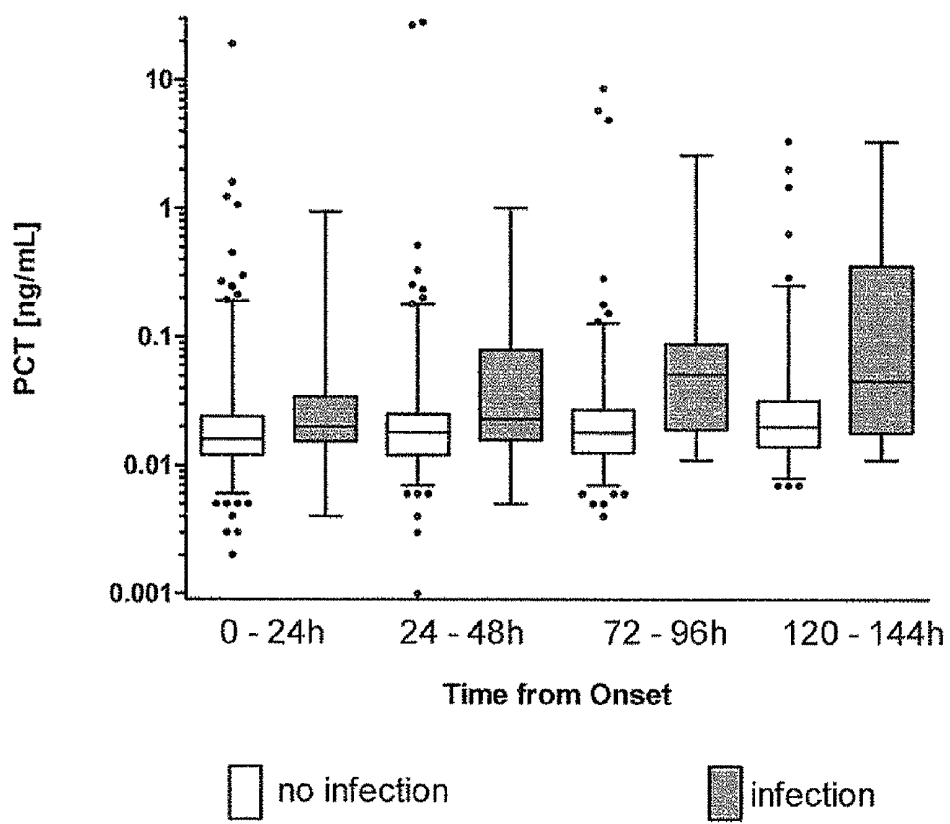 PCT [ng/mL]
10
1
0.1
0.01
0.001
0 - 24h 24 - 48h 72 - 96h 120 - 144h
Time from Onset
no infection infection